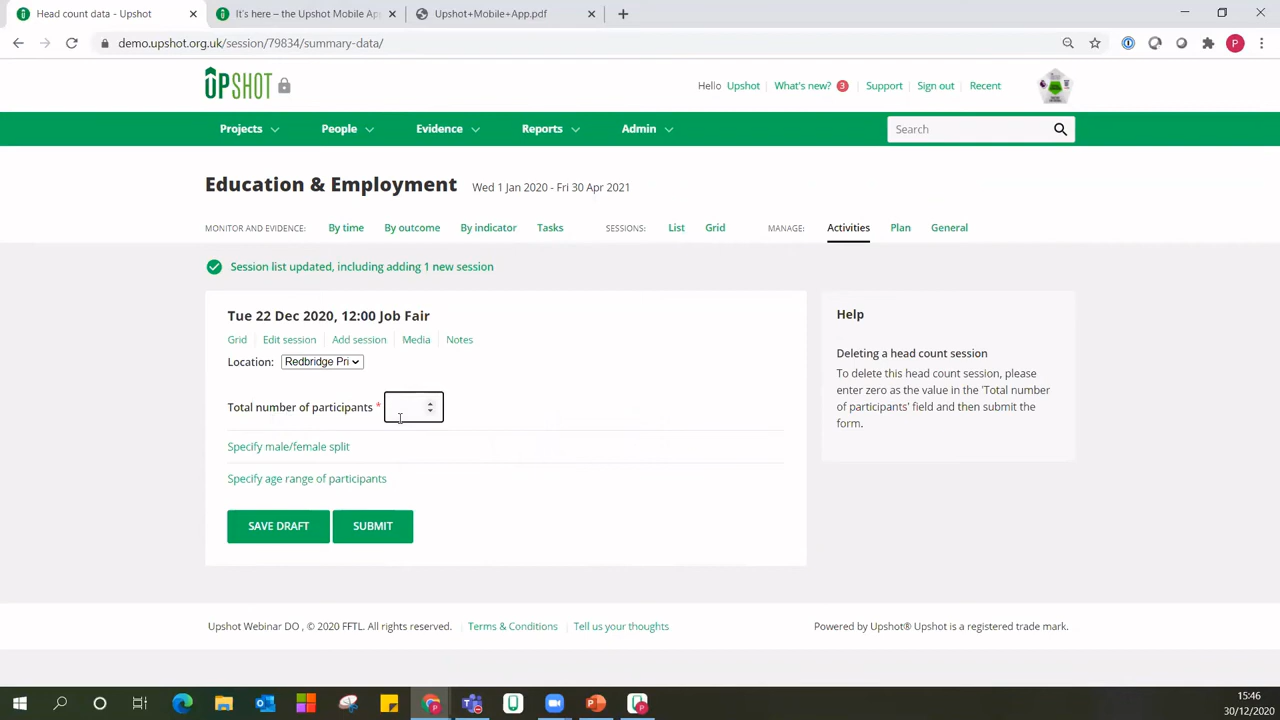 Head count data - Upshot
It's here – the Upshot Mobile Ap
Upshot+Mobile+App.pdf
demo.upshot.org.uk/session/79834/summary-data/
P
UPSHOT
Hello Upshot What's new? 3 Support Sign out Recent
Projects People Evidence Reports Admin
Search
Education & Employment Wed 1 Jan 2020 - Fri 30 Apr 2021
MONITOR AND EVIDENCE: By time By outcome By indicator Tasks SESSIONS: List Grid MANAGE: Activities Plan General
Session list updated, including adding 1 new session
Tue 22 Dec 2020, 12:00 Job Fair
Grid Edit session Add session Media Notes
Location: Redbridge Pri
Total number of participants *
Specify male/female split
Specify age range of participants
SAVE DRAFT SUBMIT
Help
Deleting a head count session
To delete this head count session, please
enter zero as the value in the 'Total number
of participants' field and then submit the
form.
Upshot Webinar DO , © 2020 FFTL. All rights reserved. Terms & Conditions Tell us your thoughts
Powered by Upshot® Upshot is a registered trade mark.
15:46
30/12/2020